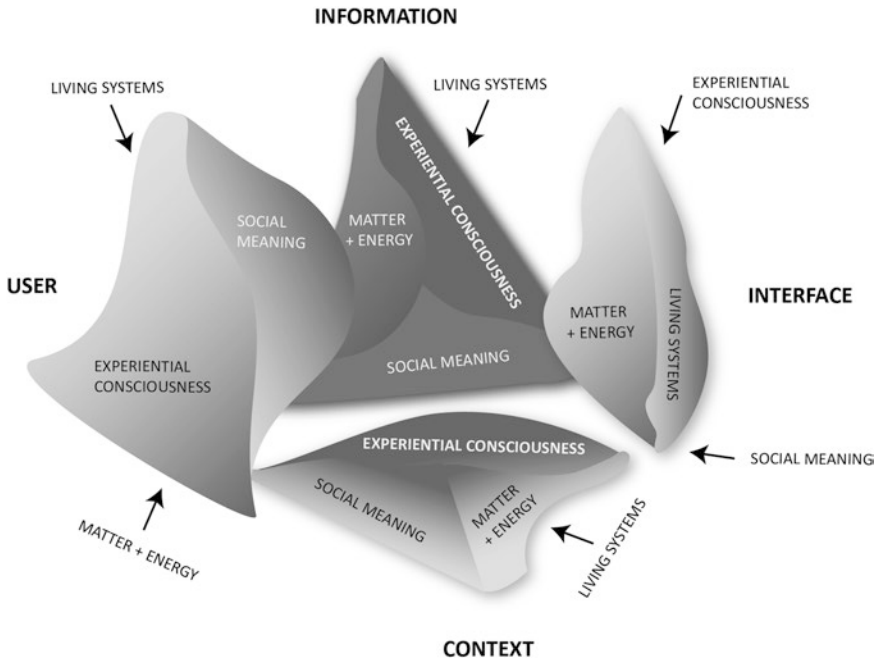 INFORMATION
LIVING SYSTEMS
LIVING SYSTEMS
EXPERIENTIAL
CONSCIOUSNESS
EXPERIENTIAL CONSCIOUSNESS
SOCIAL
MEANING
MATTER
+ ENERGY
USER
INTERFACE
MATTER
+ ENERGY
LIVING SYSTEMS
EXPERIENTIAL
CONSCIOUSNESS
SOCIAL MEANING
EXPERIENTIAL CONSCIOUSNESS
SOCIAL MEANING
SOCIAL MEANING
MATTER
+ ENERGY
MATTER + ENERGY
LIVING SYSTEMS
CONTEXT